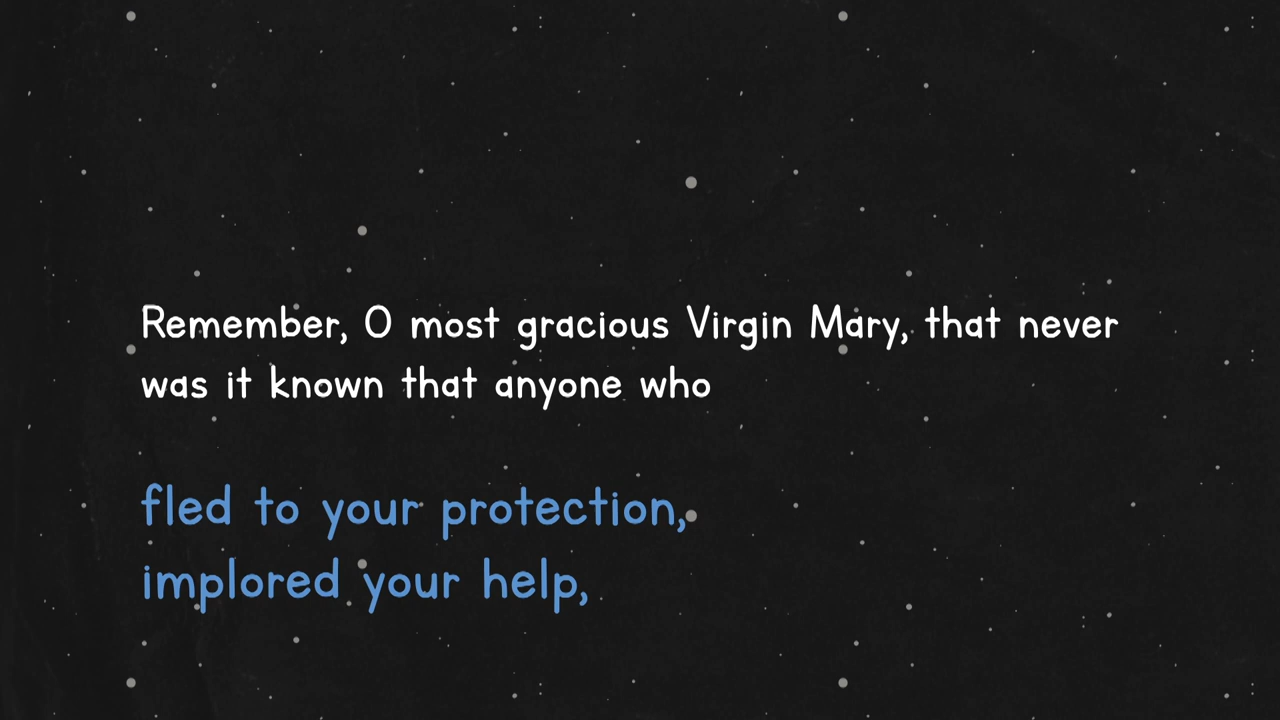 Remember, O most gracious Virgin Mary, that never
was it known that anyone who
fled to your protection,
implored your help,